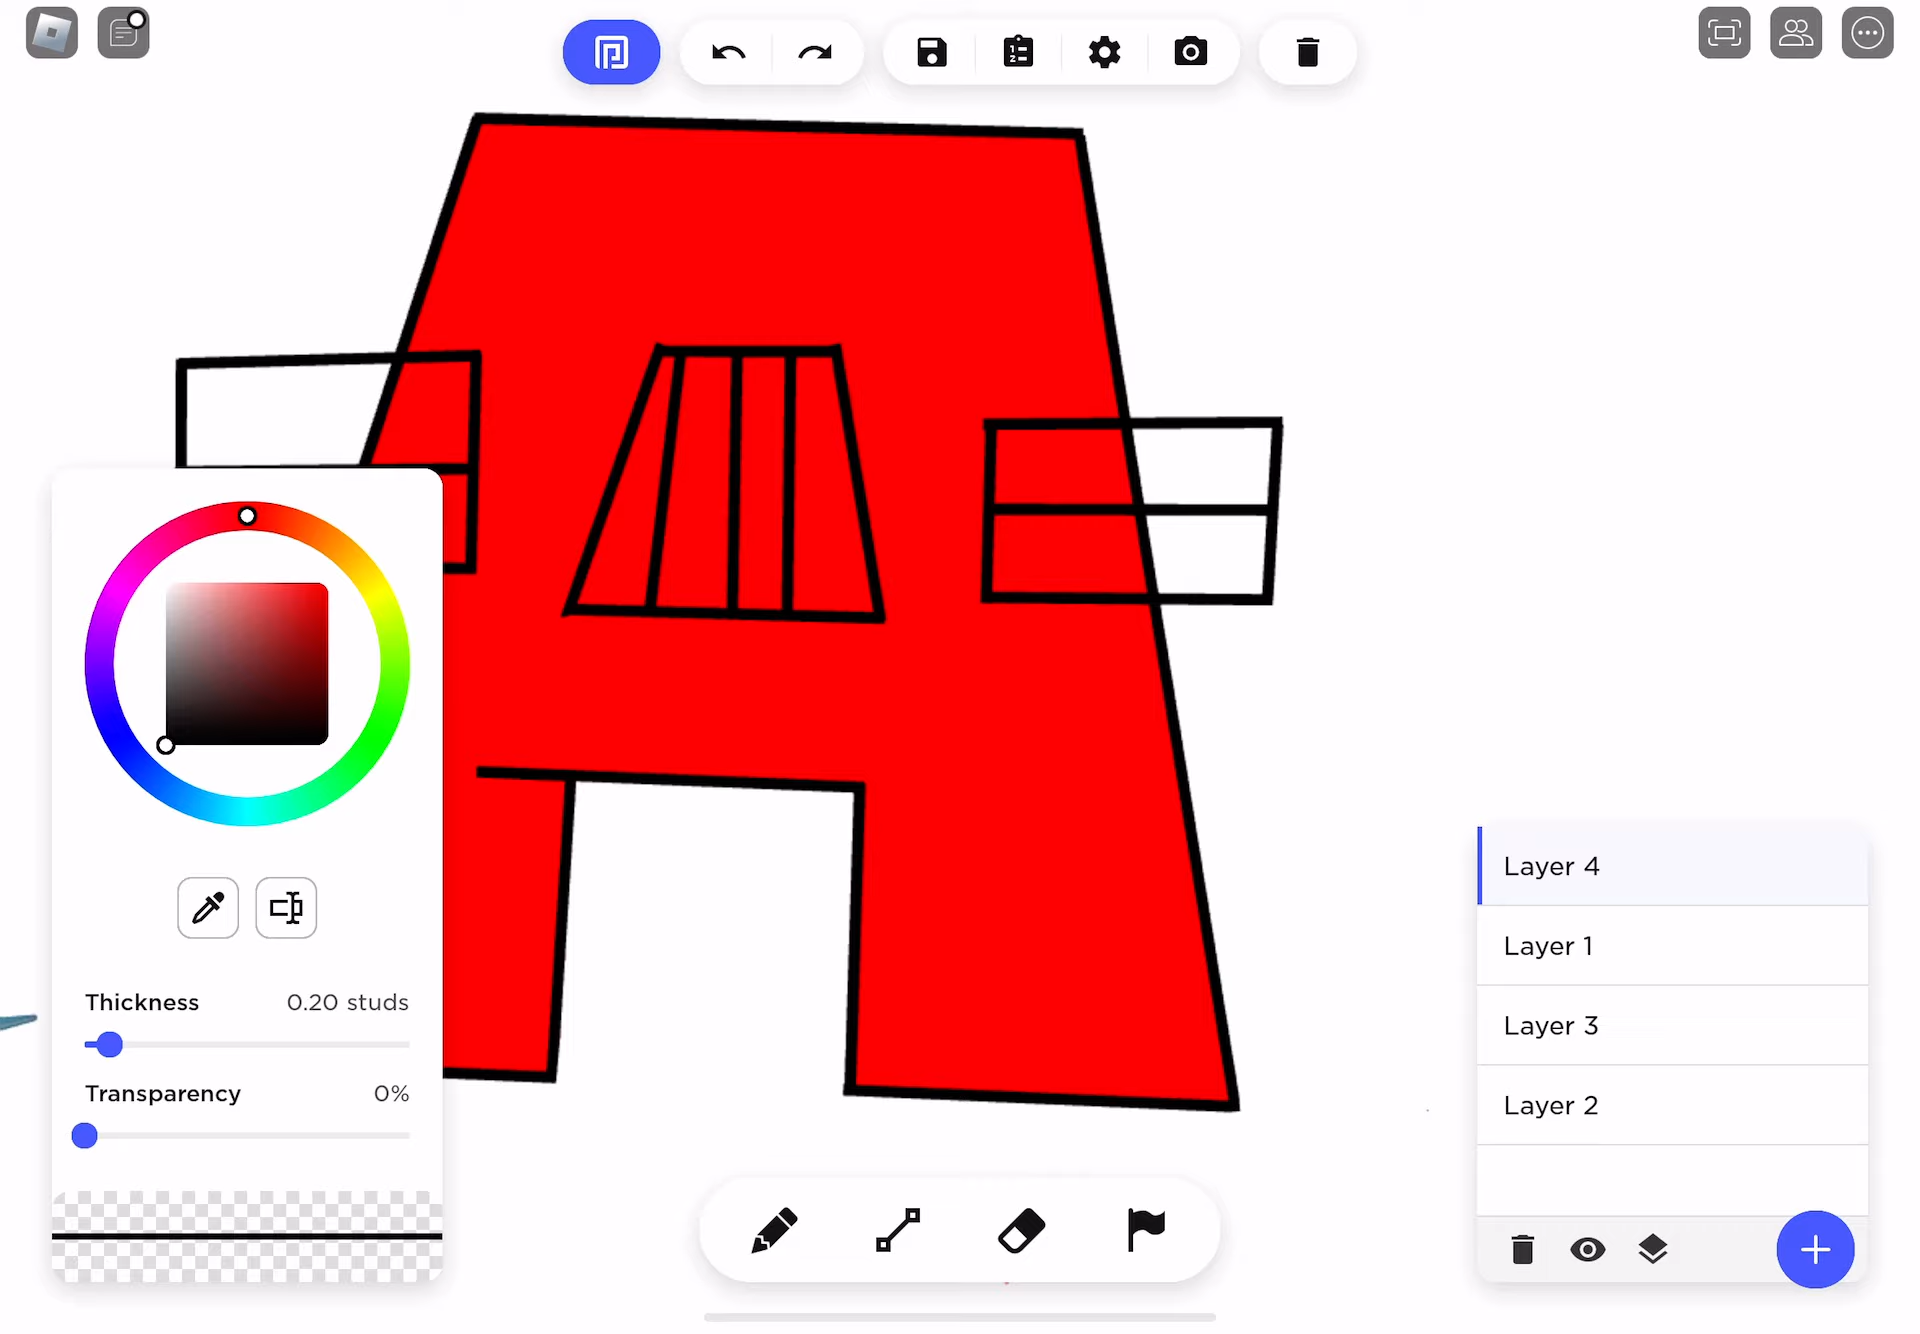 Thickness 0.20 studs
Transparency 0%
Layer 4
Layer 1
Layer 3
Layer 2